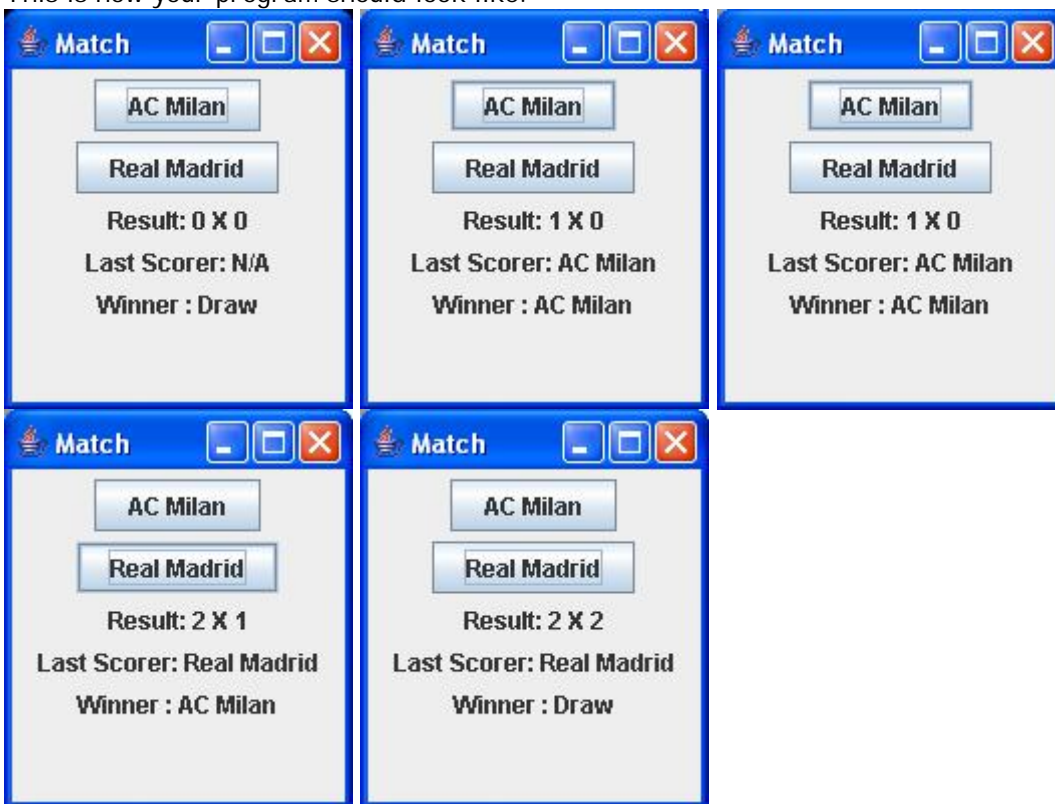 This is how your program should look like:
Match
AC Milan
Real Madrid
Result: 0 X 0
Last Scorer: N/A
Winner : Draw
Match
AC Milan
Real Madrid
Result: 1 X 0
Last Scorer: AC Milan
Winner : AC Milan
Match
AC Milan
Real Madrid
Result: 1 X 0
Last Scorer: AC Milan
Winner : AC Milan
Match
AC Milan
Real Madrid
Result: 2 X 1
Last Scorer: Real Madrid
Winner : AC Milan
Match
AC Milan
Real Madrid
Result: 2 X 2
Last Scorer: Real Madrid
Winner : Draw